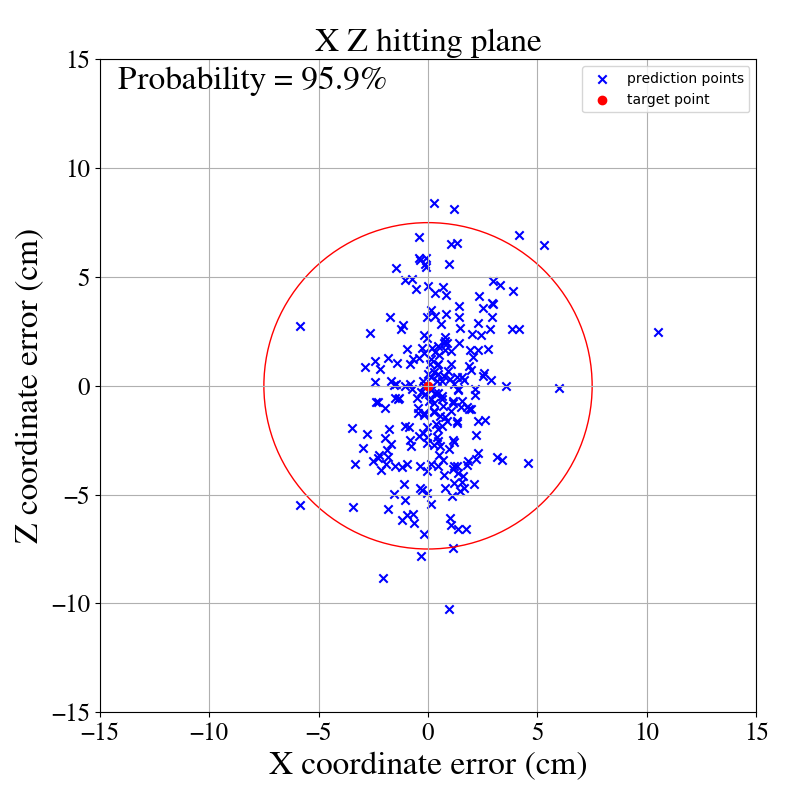 X Z hitting plane
Probability = 95.9%
prediction points
target point
15
10
5
0
−5
−10
−15
Z coordinate error (cm)
−15 −10 −5 0 5 10 15
X coordinate error (cm)